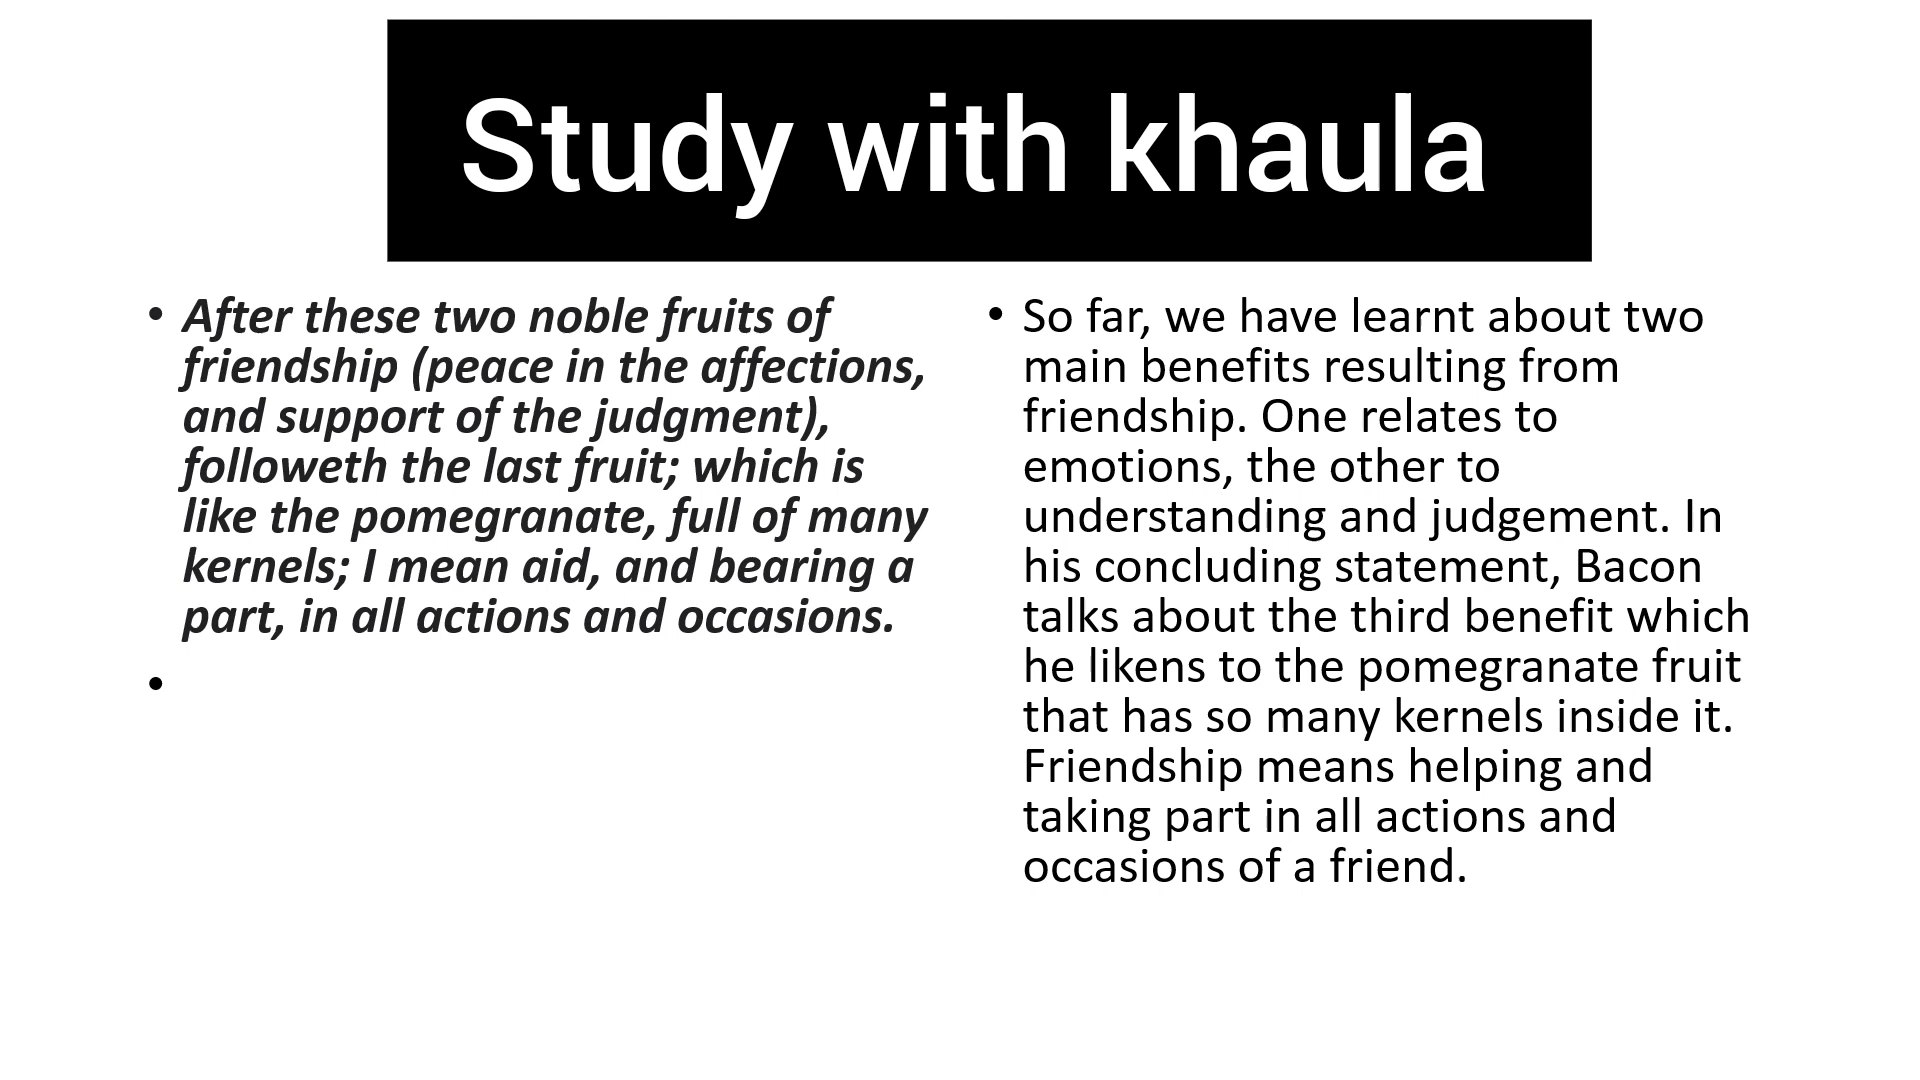 Study with khaula
• After these two noble fruits of
friendship (peace in the affections,
and support of the judgment),
followeth the last fruit; which is
like the pomegranate, full of many
kernels; I mean aid, and bearing a
part, in all actions and occasions.
•
• So far, we have learnt about two
main benefits resulting from
friendship. One relates to
emotions, the other to
understanding and judgement. In
his concluding statement, Bacon
talks about the third benefit which
he likens to the pomegranate fruit
that has so many kernels inside it.
Friendship means helping and
taking part in all actions and
occasions of a friend.